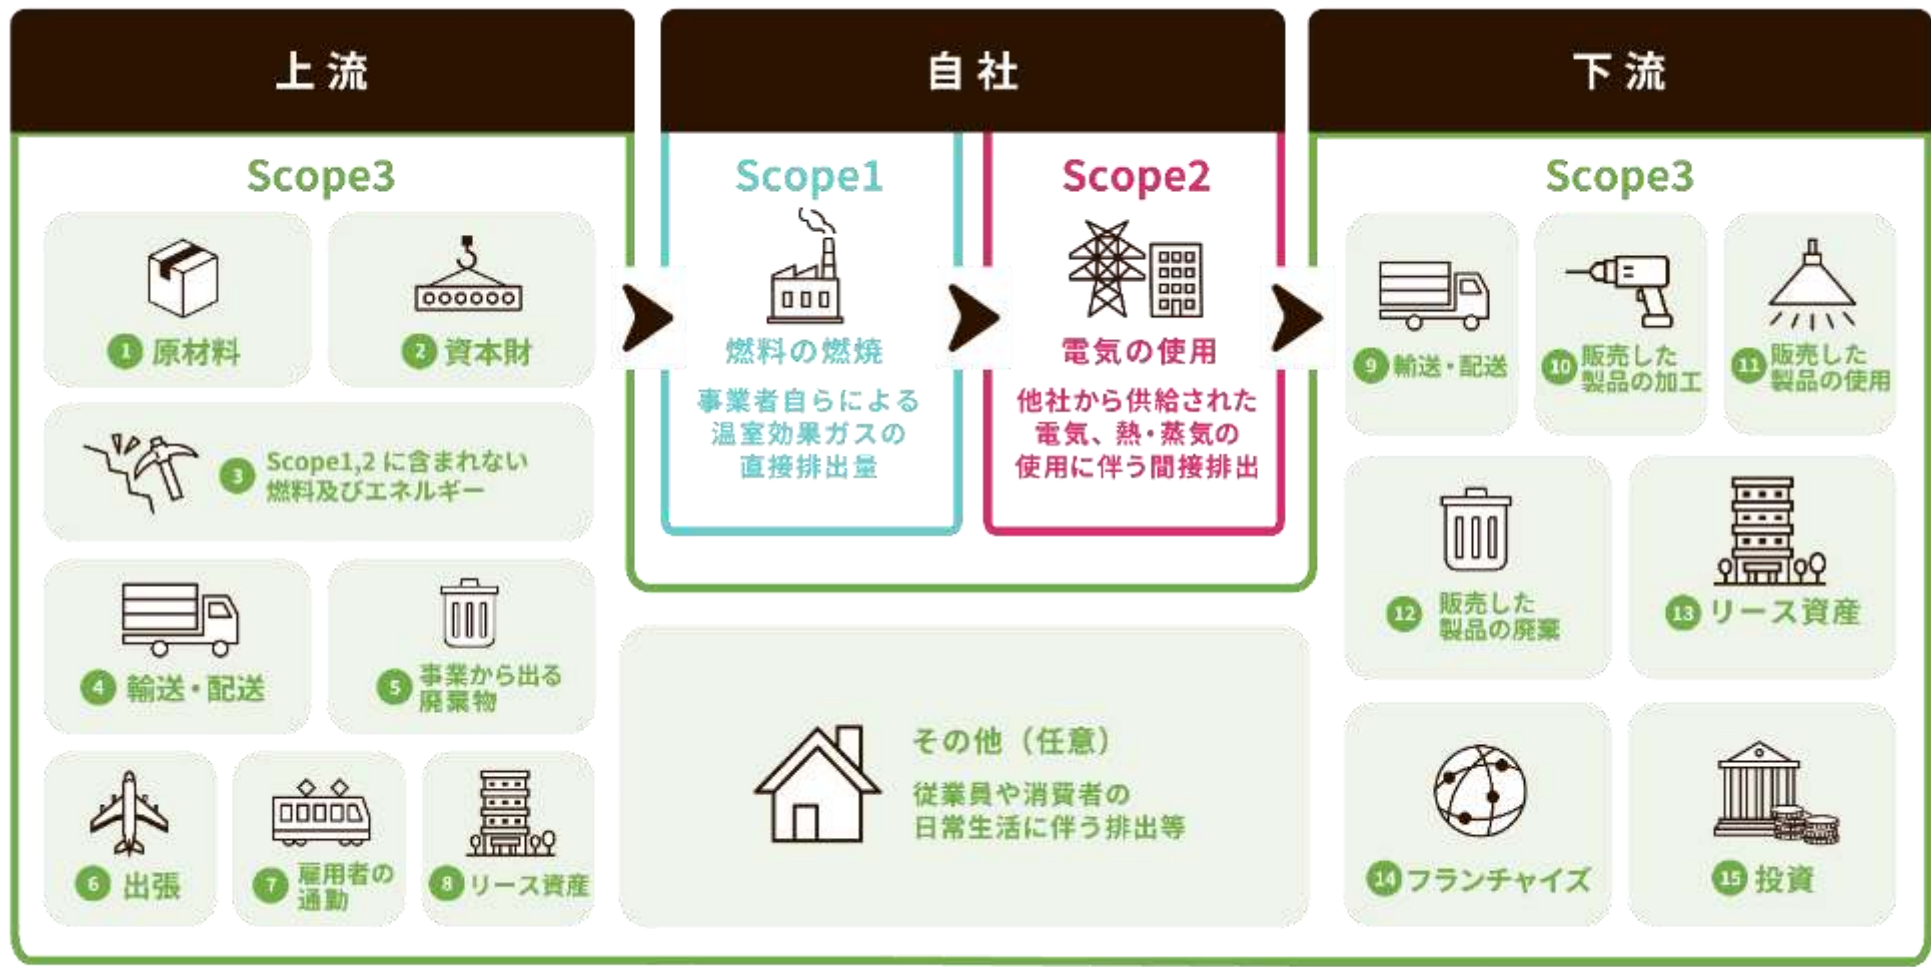 上流
Scope3
1 原材料
2 資本財
3 Scope1,2 に含まれない
燃料及びエネルギー
4 輸送・配送
5 事業から出る
廃棄物
6 出張
7 雇用者の
通勤
8 リース資産
自社
Scope1
燃料の燃焼
事業者自らによる
温室効果ガスの
直接排出量
Scope2
電気の使用
他社から供給された
電気、熱・蒸気の
使用に伴う間接排出
その他（任意）
従業員や消費者の
日常生活に伴う排出等
下流
Scope3
9 輸送・配送
10 販売した
製品の加工
11 販売した
製品の使用
12 販売した
製品の廃棄
13 リース資産
14 フランチャイズ
15 投資